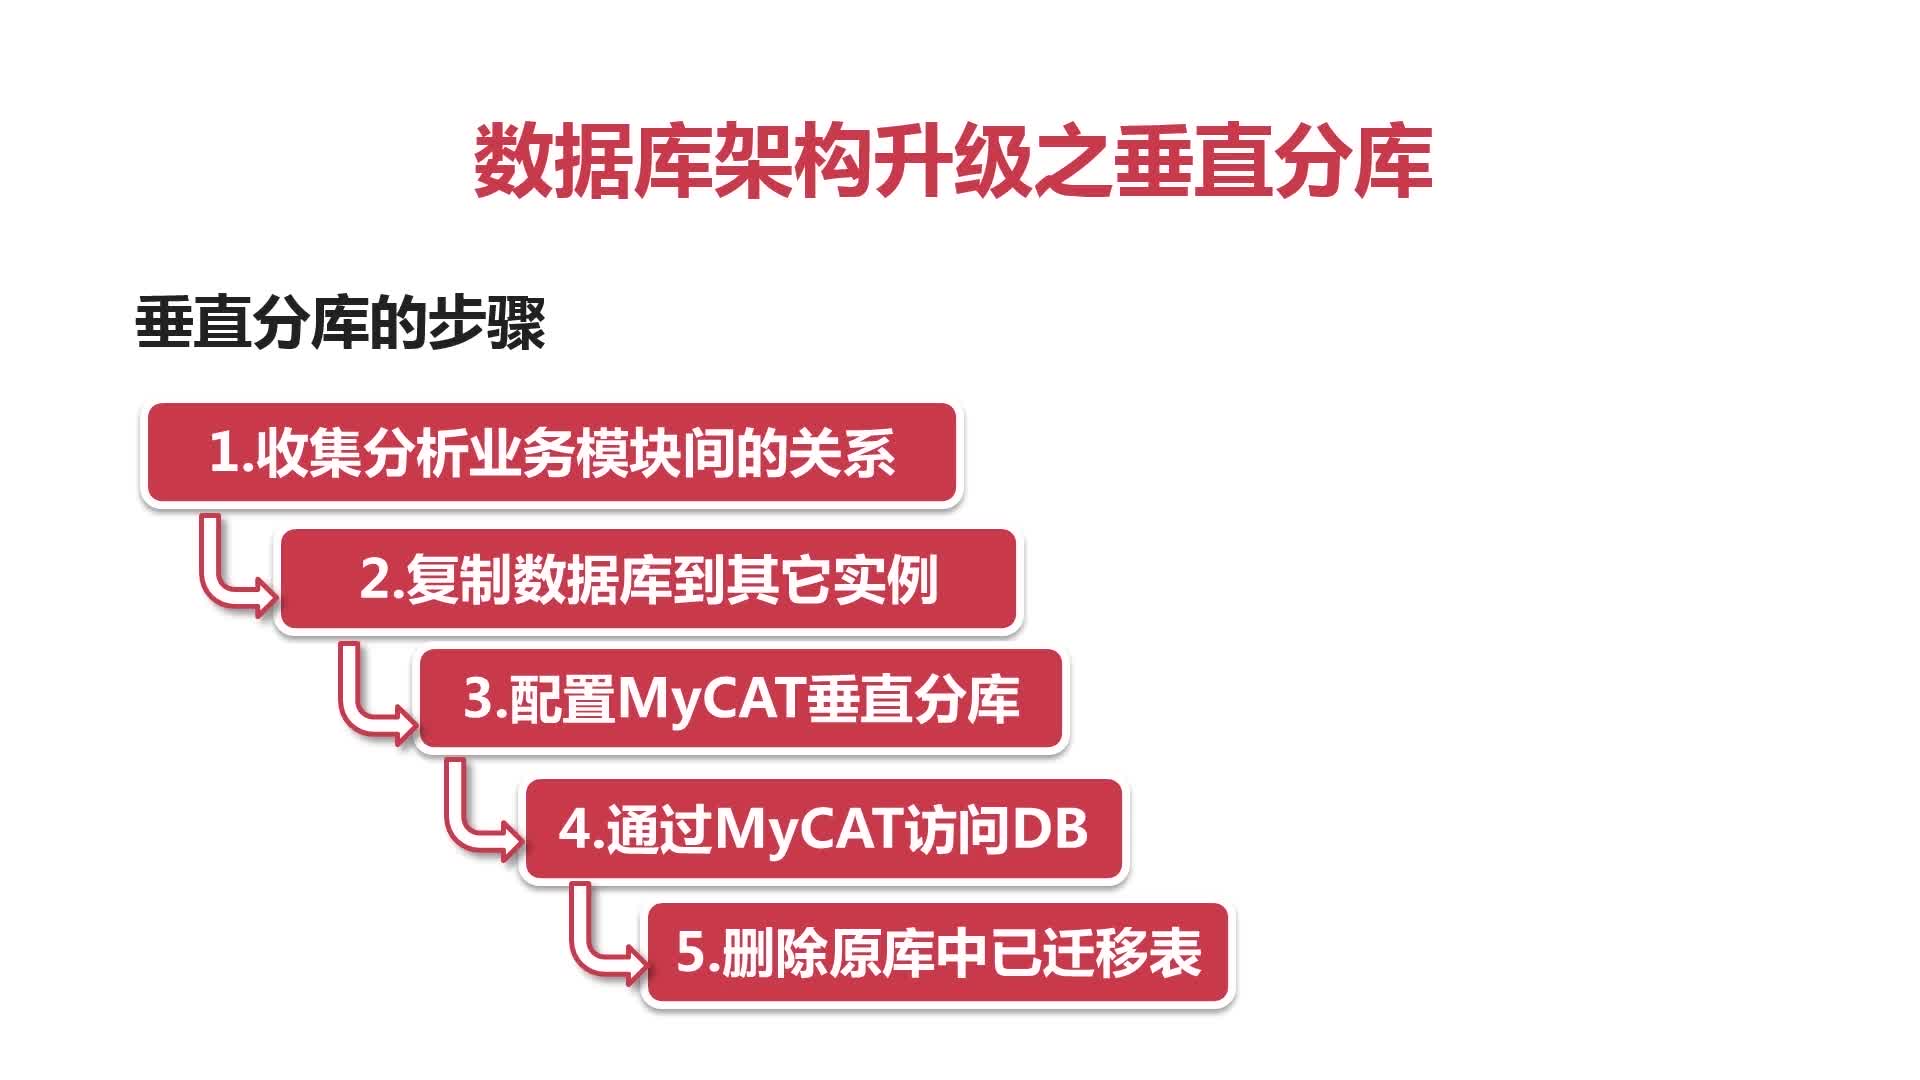 数据库架构升级之垂直分库
垂直分库的步骤
1.收集分析业务模块间的关系
2.复制数据库到其它实例
3.配置MyCAT垂直分库
4.通过MyCAT访问DB
5.删除原库中已迁移表